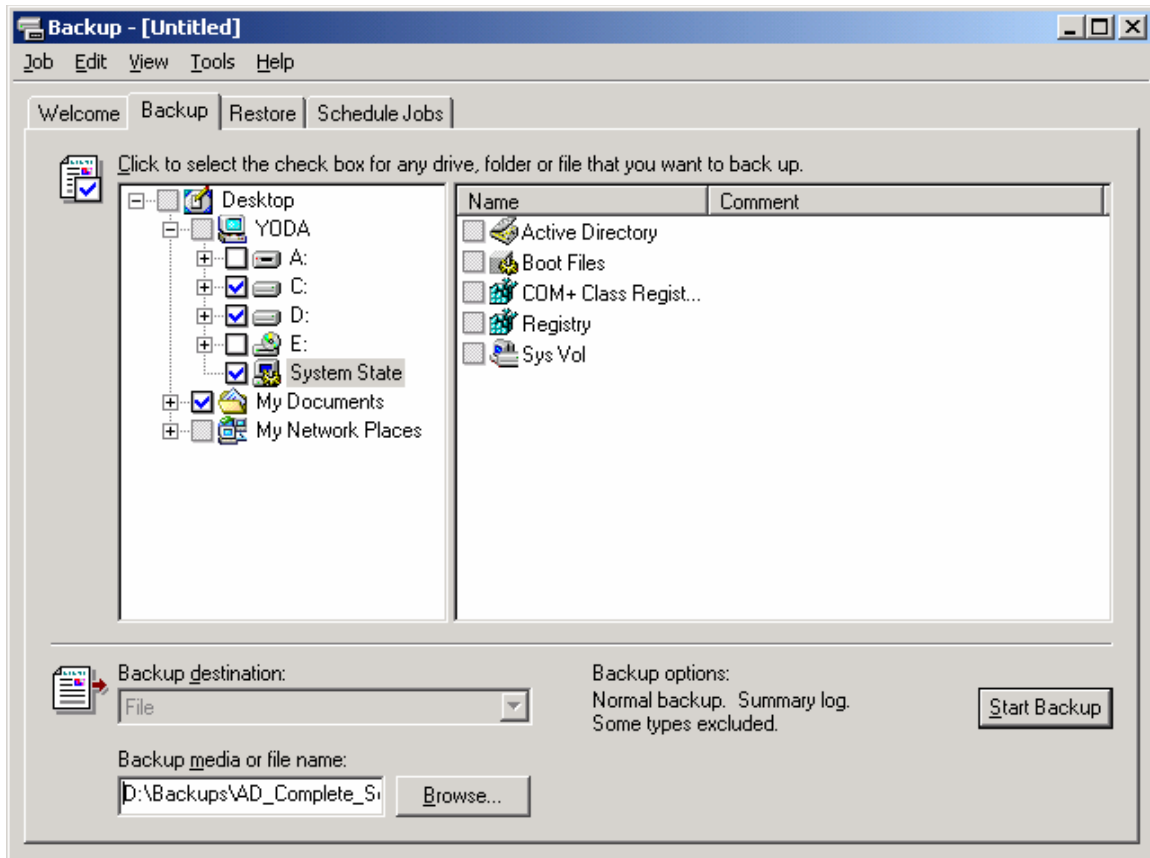 Backup - [Untitled]
Job Edit View Tools Help
Welcome Backup Restore Schedule Jobs
Click to select the check box for any drive, folder or file that you want to back up.
Desktop
YODA
A:
C:
D:
E:
System State
My Documents
My Network Places
Name Comment
Active Directory
Boot Files
COM+ Class Regist...
Registry
Sys Vol
Backup destination:
File
Backup media or file name:
D:\Backups\AD_Complete_S
Browse...
Backup options:
Normal backup. Summary log.
Some types excluded.
Start Backup